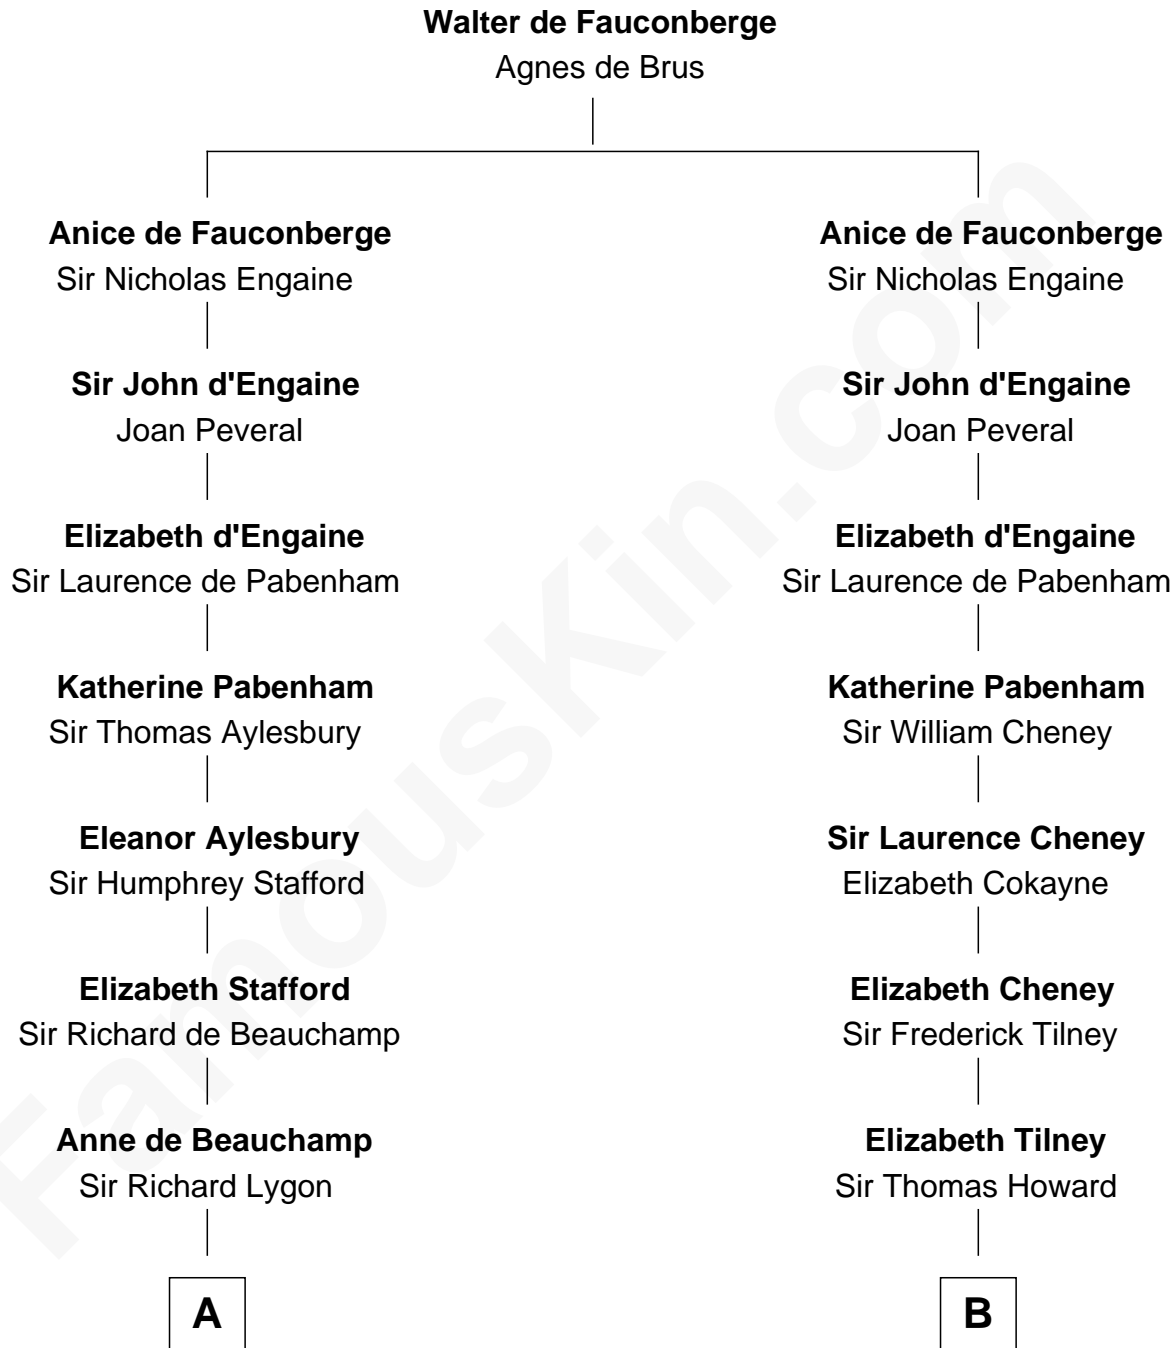 Walter de Fauconberge
Agnes de Brus
Anice de Fauconberge
Sir Nicholas Engaine
Sir John d'Engaine
Joan Peveral
Elizabeth d'Engaine
Sir Laurence de Pabenham
Katherine Pabenham
Sir Thomas Aylesbury
Eleanor Aylesbury
Sir Humphrey Stafford
Elizabeth Stafford
Sir Richard de Beauchamp
Anne de Beauchamp
Sir Richard Lygon
A
Anice de Fauconberge
Sir Nicholas Engaine
Sir John d'Engaine
Joan Peveral
Elizabeth d'Engaine
Sir Laurence de Pabenham
Katherine Pabenham
Sir William Cheney
Sir Laurence Cheney
Elizabeth Cokayne
Elizabeth Cheney
Sir Frederick Tilney
Elizabeth Tilney
Sir Thomas Howard
B
FamousKin.com